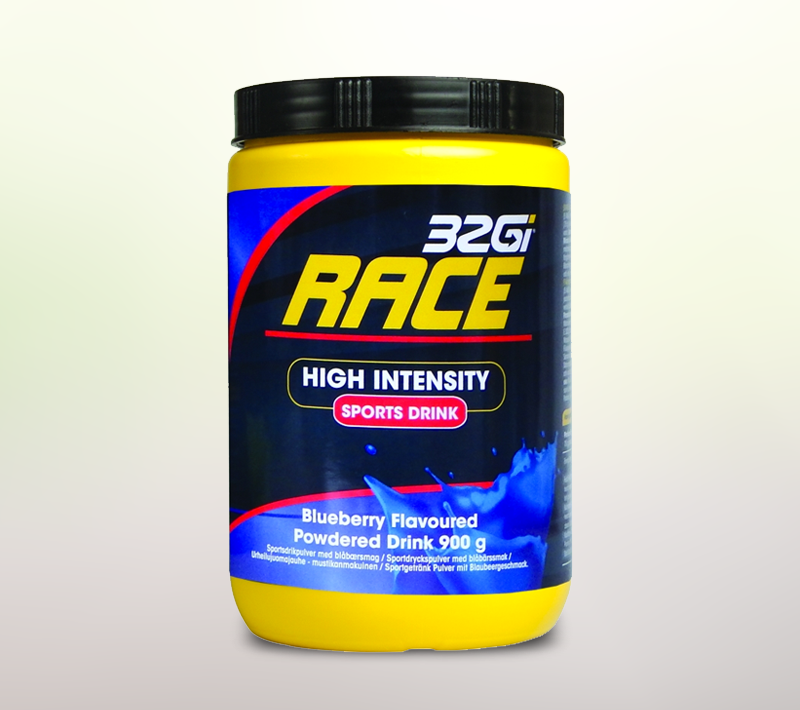 32Gi
RACE
HIGH INTENSITY
SPORTS DRINK
Blueberry Flavoured
Powdered Drink 900 g
Sportsdrikpulver med blåbærsmag / Sportdryckspulver med blåbärssmak /
Urheilujuomajauhe - mustikanmakuinen / Sportgetränk Pulver mit Blaubeergeschmack.